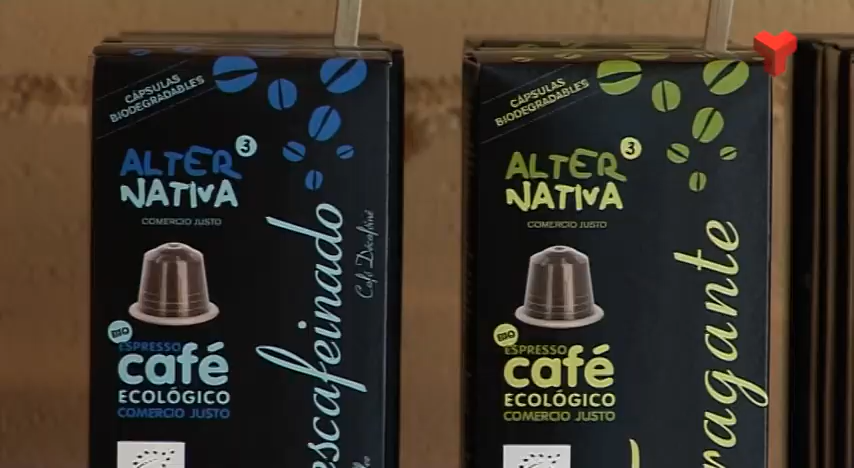 CÁPSULAS
BIODEGRADABLES
ALTER 3
NATIVA
COMERCIO JUSTO
escafeinado
Café Décaféiné
BIO
ESPRESSO
café
ECOLÓGICO
COMERCIO JUSTO
CÁPSULAS
BIODEGRADABLES
ALTER 3
NATIVA
COMERCIO JUSTO
ragante
BIO
ESPRESSO
café
ECOLÓGICO
COMERCIO JUSTO